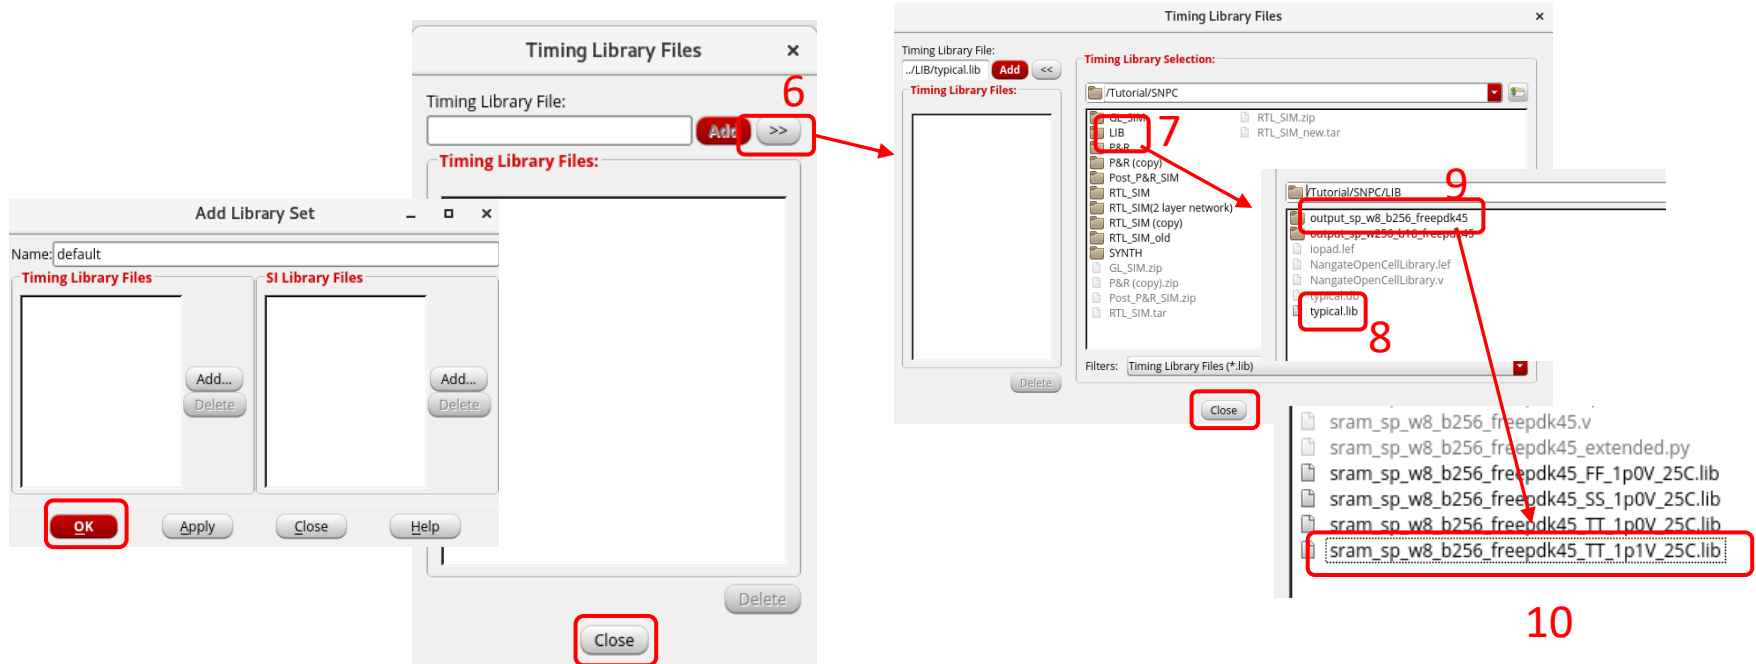 Add Library Set
Name: default
Timing Library Files
SI Library Files
Add...
Delete
Add...
Delete
OK
Apply
Close
Help
Timing Library Files
6
Timing Library File:
Add
>>
Timing Library Files:
Delete
Close
Timing Library Files
Timing Library File:
../LIB/typical.lib
Add
<<
Timing Library Files:
Delete
Timing Library Selection:
/Tutorial/SNPC
GL_SIM
LIB
7
P&R
P&R (copy)
Post_P&R_SIM
RTL_SIM
RTL_SIM(2 layer network)
RTL_SIM (copy)
RTL_SIM_old
SYNTH
GL_SIM.zip
P&R (copy).zip
Post_P&R_SIM.zip
RTL_SIM.tar
RTL_SIM.zip
RTL_SIM_new.tar
Filters: Timing Library Files (*.lib)
Close
/Tutorial/SNPC/LIB
9
output_sp_w8_b256_freepdk45
output_sp_w256_b16_freepdk45
iopad.lef
NangateOpenCellLibrary.lef
NangateOpenCellLibrary.v
typical.db
typical.lib
8
sram_sp_w8_b256_freepdk45.v
sram_sp_w8_b256_freepdk45_extended.py
sram_sp_w8_b256_freepdk45_FF_1p0V_25C.lib
sram_sp_w8_b256_freepdk45_SS_1p0V_25C.lib
sram_sp_w8_b256_freepdk45_TT_1p0V_25C.lib
sram_sp_w8_b256_freepdk45_TT_1p1V_25C.lib
10